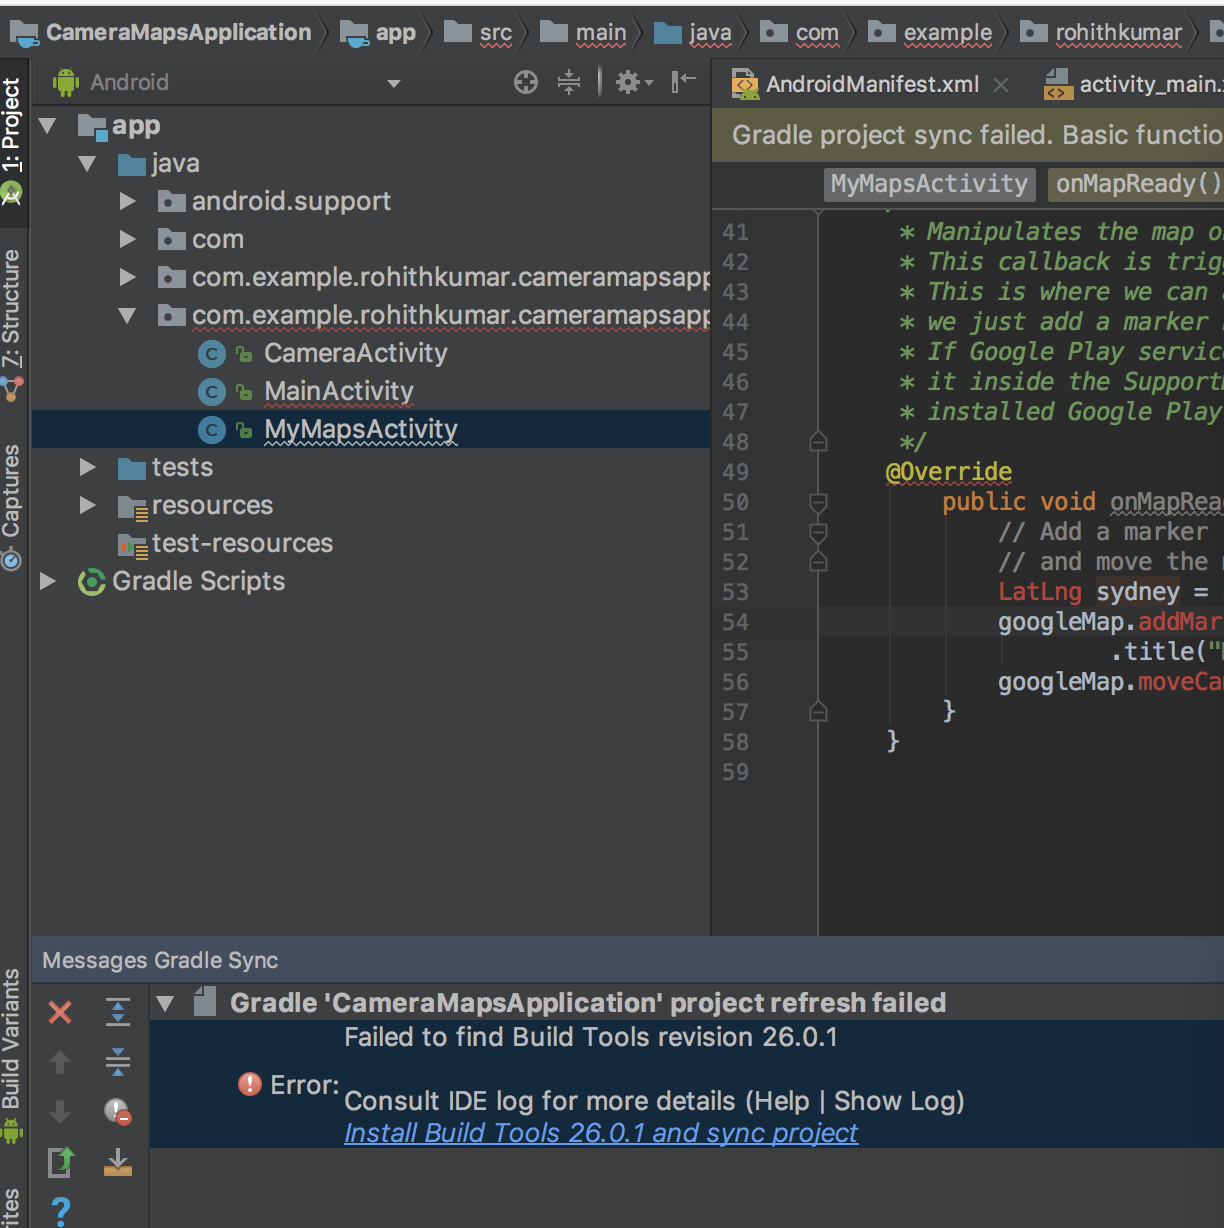 CameraMapsApplication app src main java com example rohithkumar
1: Project
Android
AndroidManifest.xml
activity_main.
app
Gradle project sync failed. Basic functio
java
MyMapsActivity onMapReady()
android.support
com
com.example.rohithkumar.cameramapsapp
com.example.rohithkumar.cameramapsapp
CameraActivity
MainActivity
MyMapsActivity
tests
resources
test-resources
Gradle Scripts
7: Structure
Captures
41 * Manipulates the map
42 * This callback is trigg
43 * This is where we can
44 * we just add a marker
45 * If Google Play servic
46 * it inside the Support
47 * installed Google Play
48 */
49 @Override
50 public void onMapRea
51 // Add a marker
52 // and move the
53 LatLng sydney =
54 googleMap.addMar
55 .title("
56 googleMap.moveCa
57 }
58 }
59
Messages Gradle Sync
Build Variants
Gradle 'CameraMapsApplication' project refresh failed
Failed to find Build Tools revision 26.0.1
Error:
Consult IDE log for more details (Help | Show Log)
Install Build Tools 26.0.1 and sync project
rites
?